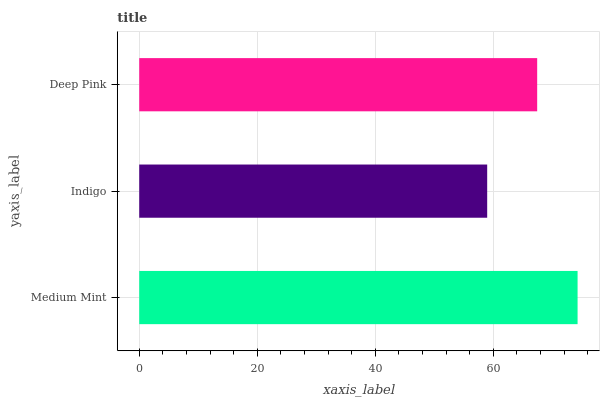 title
Deep Pink
Indigo
Medium Mint
yaxis_label
0 20 40 60
xaxis_label